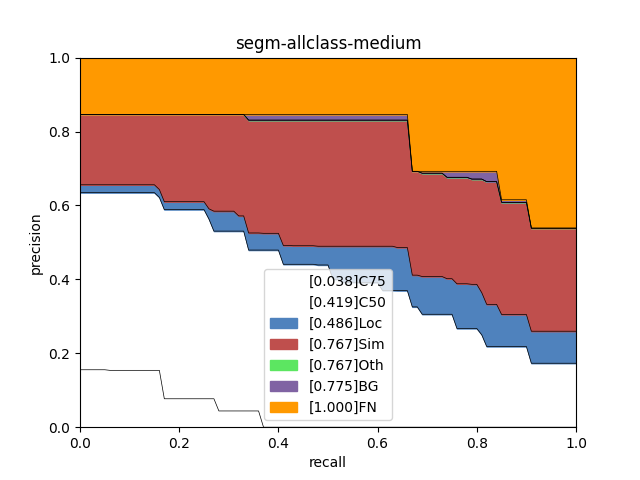 segm-allclass-medium
precision
1.0
0.8
0.6
0.4
0.2
0.0
[0.038]C75
[0.419]C50
[0.486]Loc
[0.767]Sim
[0.767]Oth
[0.775]BG
[1.000]FN
0.0 0.2 0.4 0.6 0.8 1.0
recall